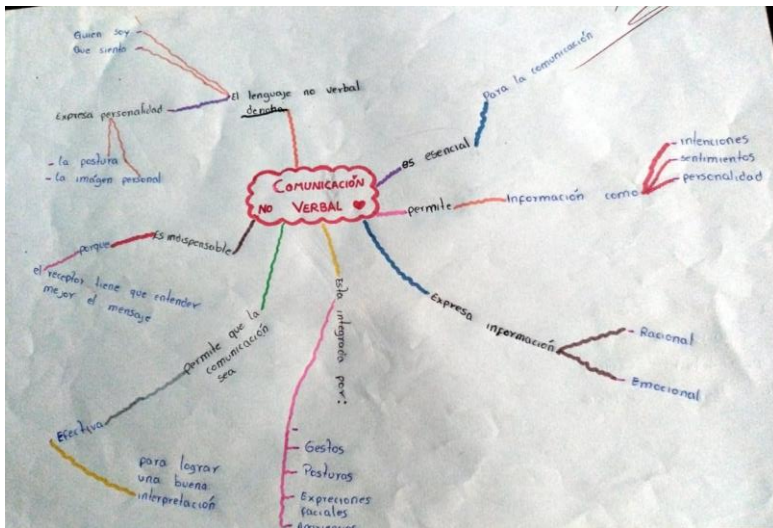 Quien soy
Que siento
El lenguaje no verbal
denota
Expresa personalidad
- la postura
- la imágen personal
COMUNICACIÓN
NO VERBAL
es esencial
Para la comunicación
permite
Información como
- intenciones
- sentimientos
- personalidad
Expresa información
- Racional
- Emocional
Esta integrada por:
- Gestos
- Posturas
- Expreciones
faciales
permite que la
comunicación
sea
Efectiva
para lograr
una buena
interpretación
Es indispensable
porque
el receptor tiene que entender
mejor el mensaje